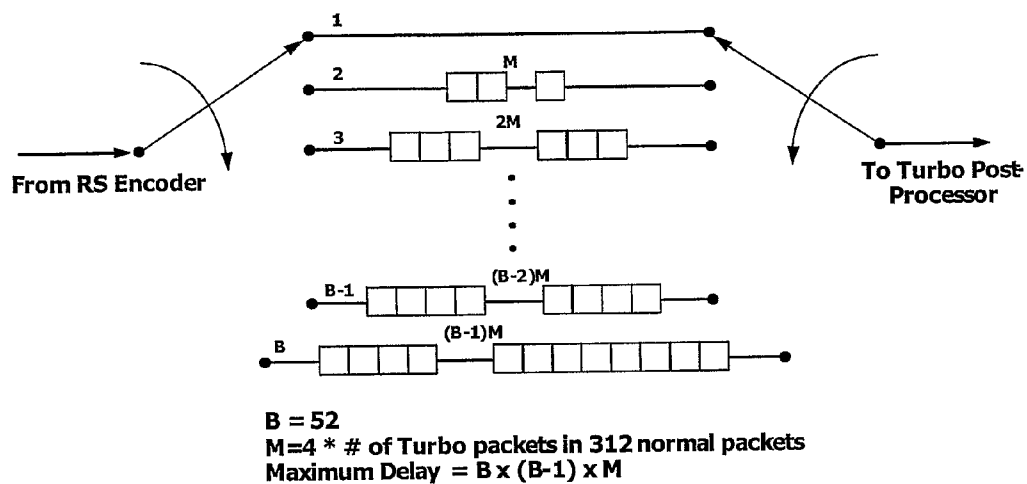 1
2
M
3
2M
From RS Encoder
To Turbo Post-
Processor
B-1
(B-2)M
B
(B-1)M
B = 52
M=4 * # of Turbo packets in 312 normal packets
Maximum Delay = B x (B-1) x M